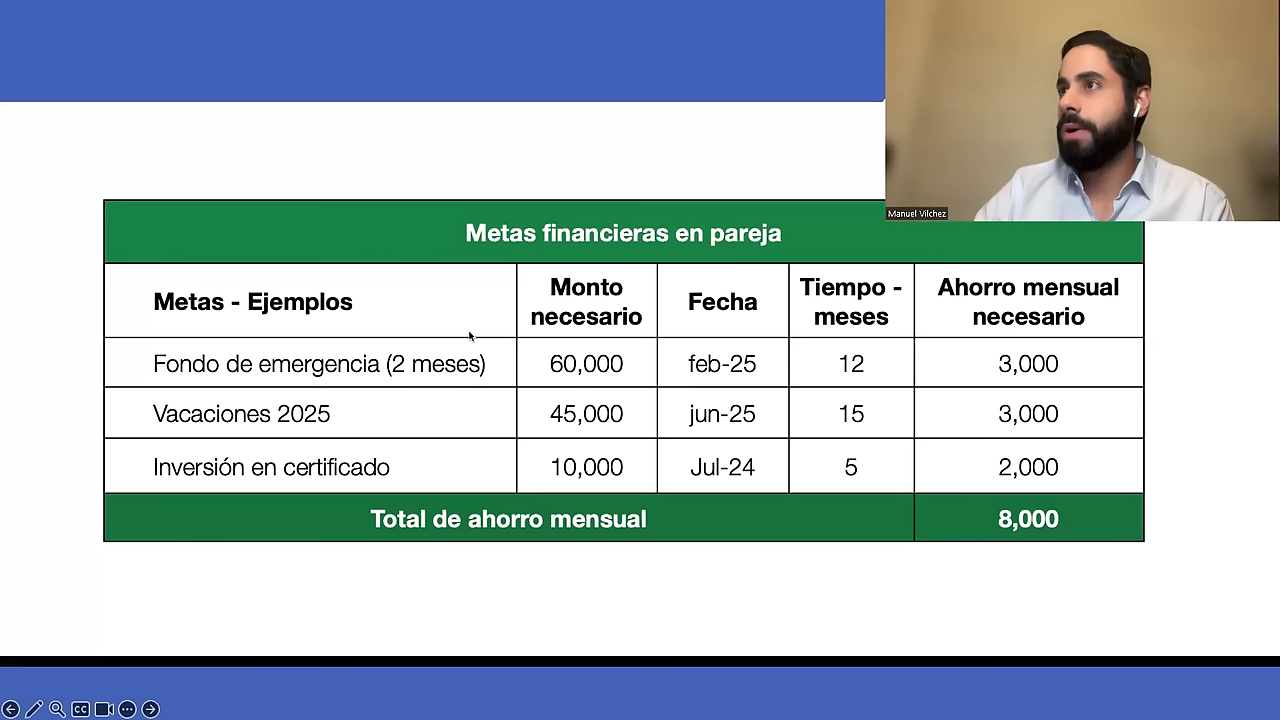 Manuel Vilchez
Metas financieras en pareja
Metas - Ejemplos
Monto necesario
Fecha
Tiempo - meses
Ahorro mensual necesario
Fondo de emergencia (2 meses) 60,000 feb-25 12 3,000
Vacaciones 2025 45,000 jun-25 15 3,000
Inversión en certificado 10,000 Jul-24 5 2,000
Total de ahorro mensual 8,000
CC